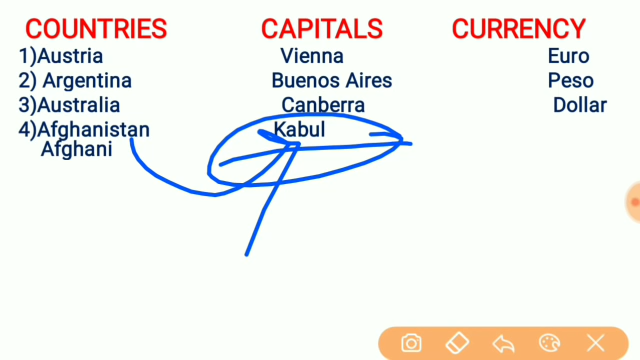 COUNTRIES CAPITALS CURRENCY
1)Austria Vienna Euro
2) Argentina Buenos Aires Peso
3)Australia Canberra Dollar
4)Afghanistan Kabul
Afghani